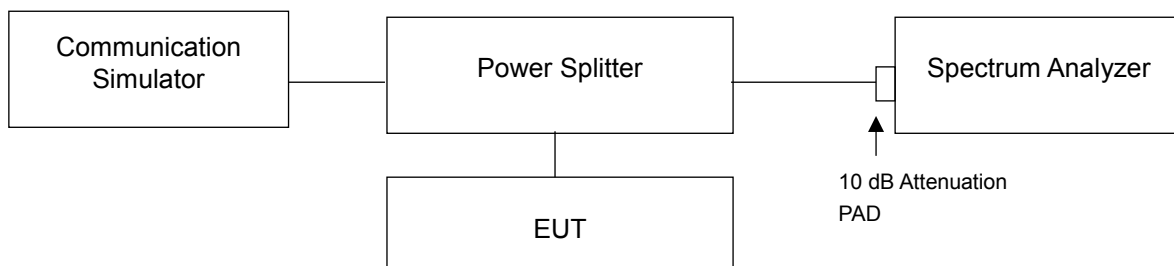 Communication
Simulator
Power Splitter
Spectrum Analyzer
10 dB Attenuation
PAD
EUT